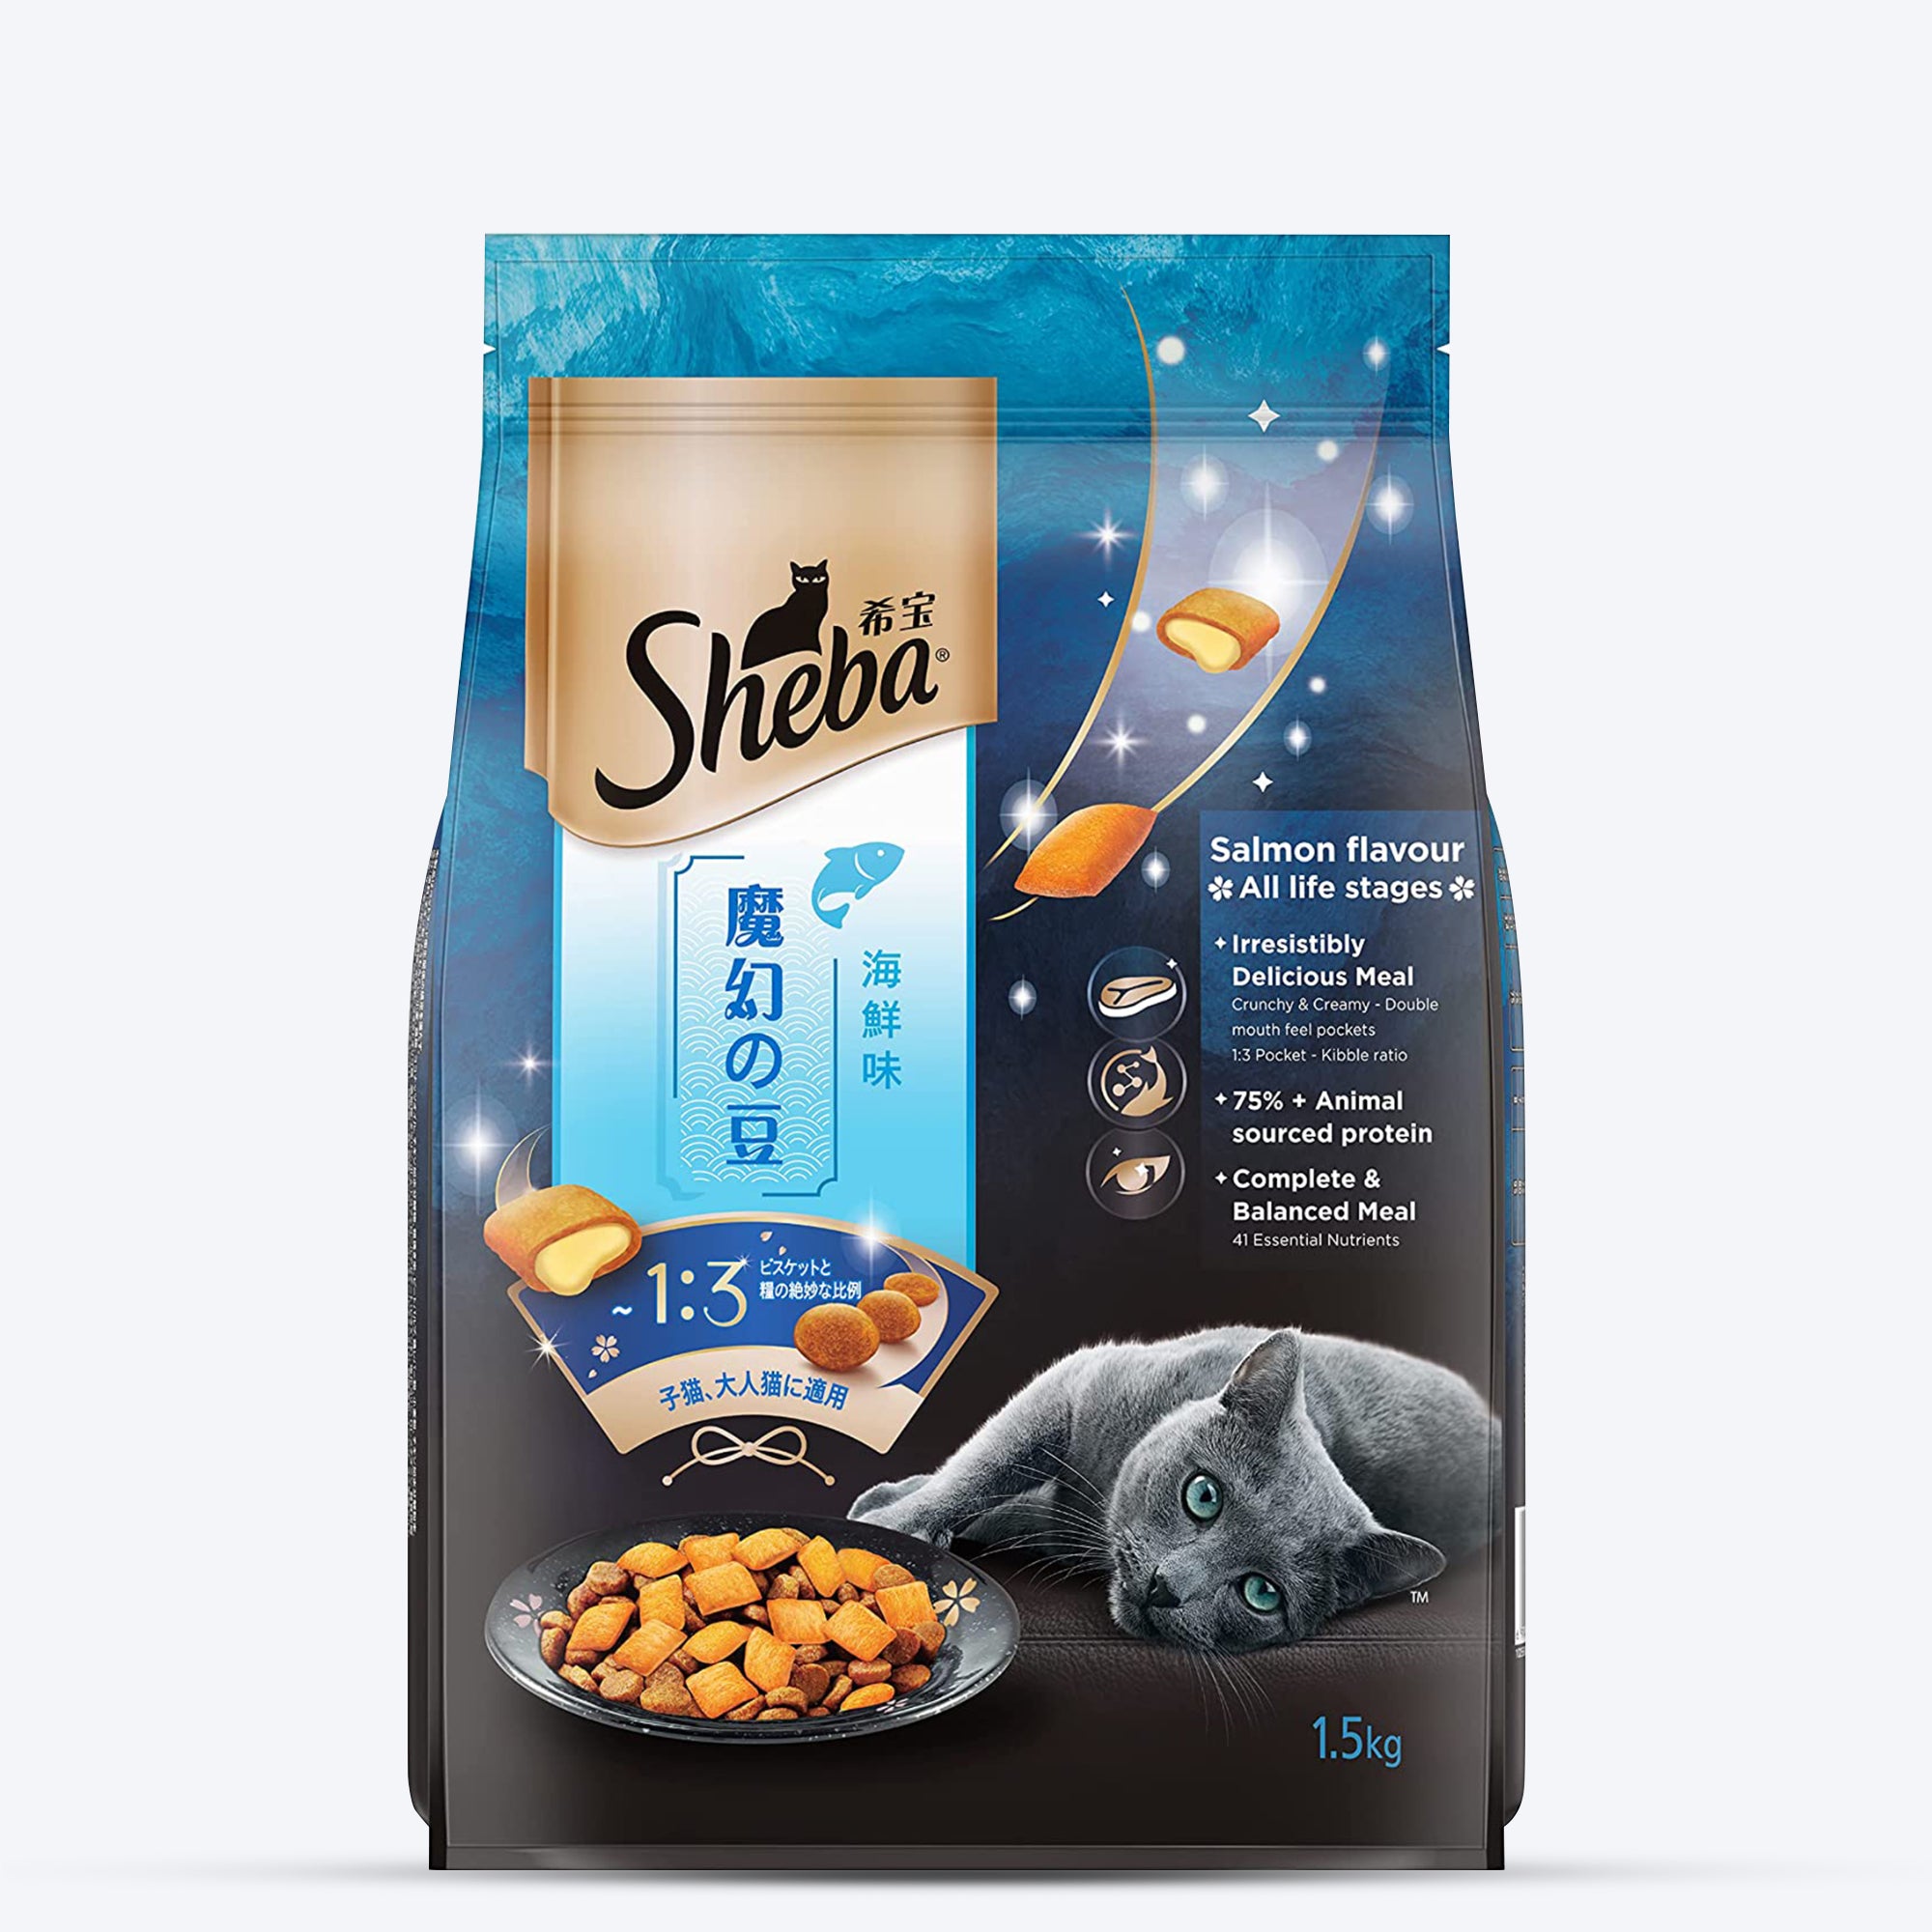 希宝
Sheba®
魔幻の豆
海鮮味
~1:3
ビスケットと
糧の絶妙な比例
子猫、大人猫に適用
Salmon flavour
All life stages
Irresistibly
Delicious Meal
Crunchy & Creamy - Double
mouth feel pockets
1:3 Pocket - Kibble ratio
75% + Animal
sourced protein
Complete &
Balanced Meal
41 Essential Nutrients
TM
1.5kg